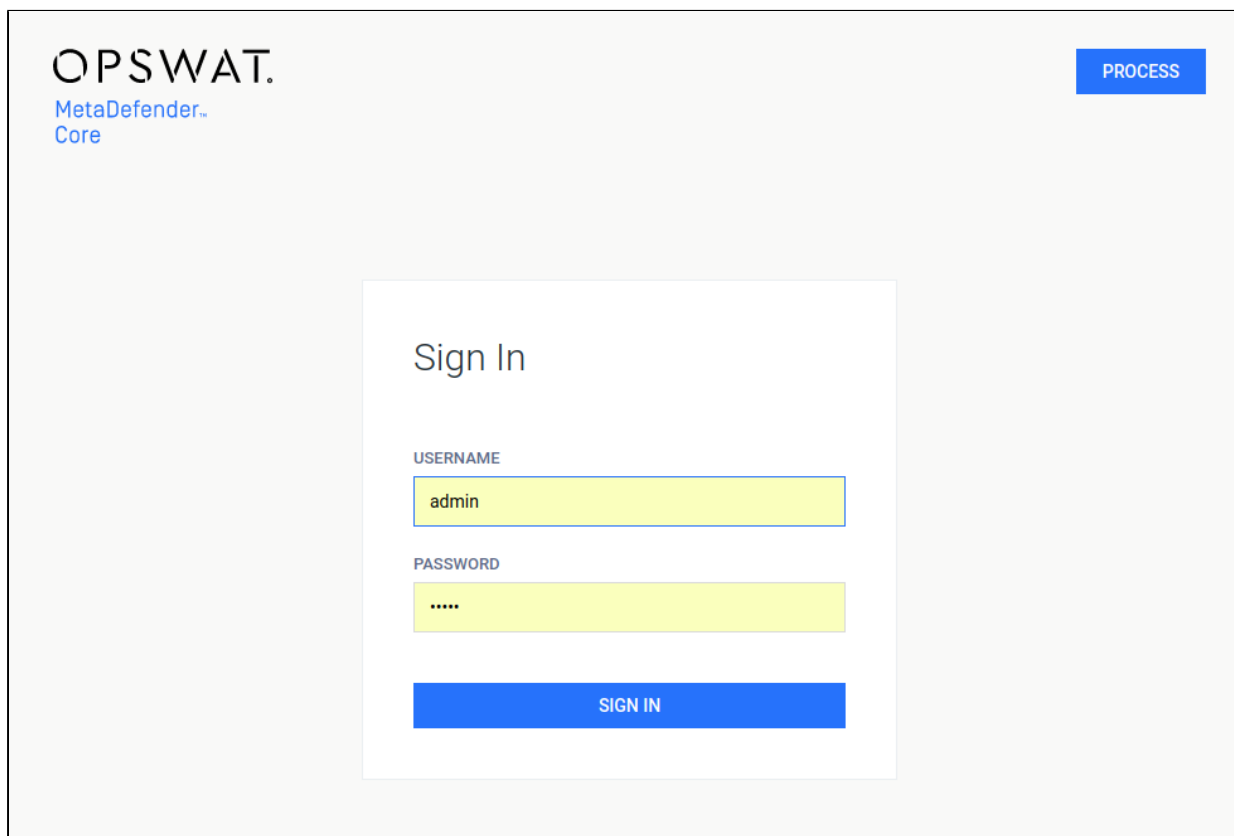 OPSWAT.
MetaDefender™
Core
PROCESS
Sign In
USERNAME
admin
PASSWORD
•••••
SIGN IN